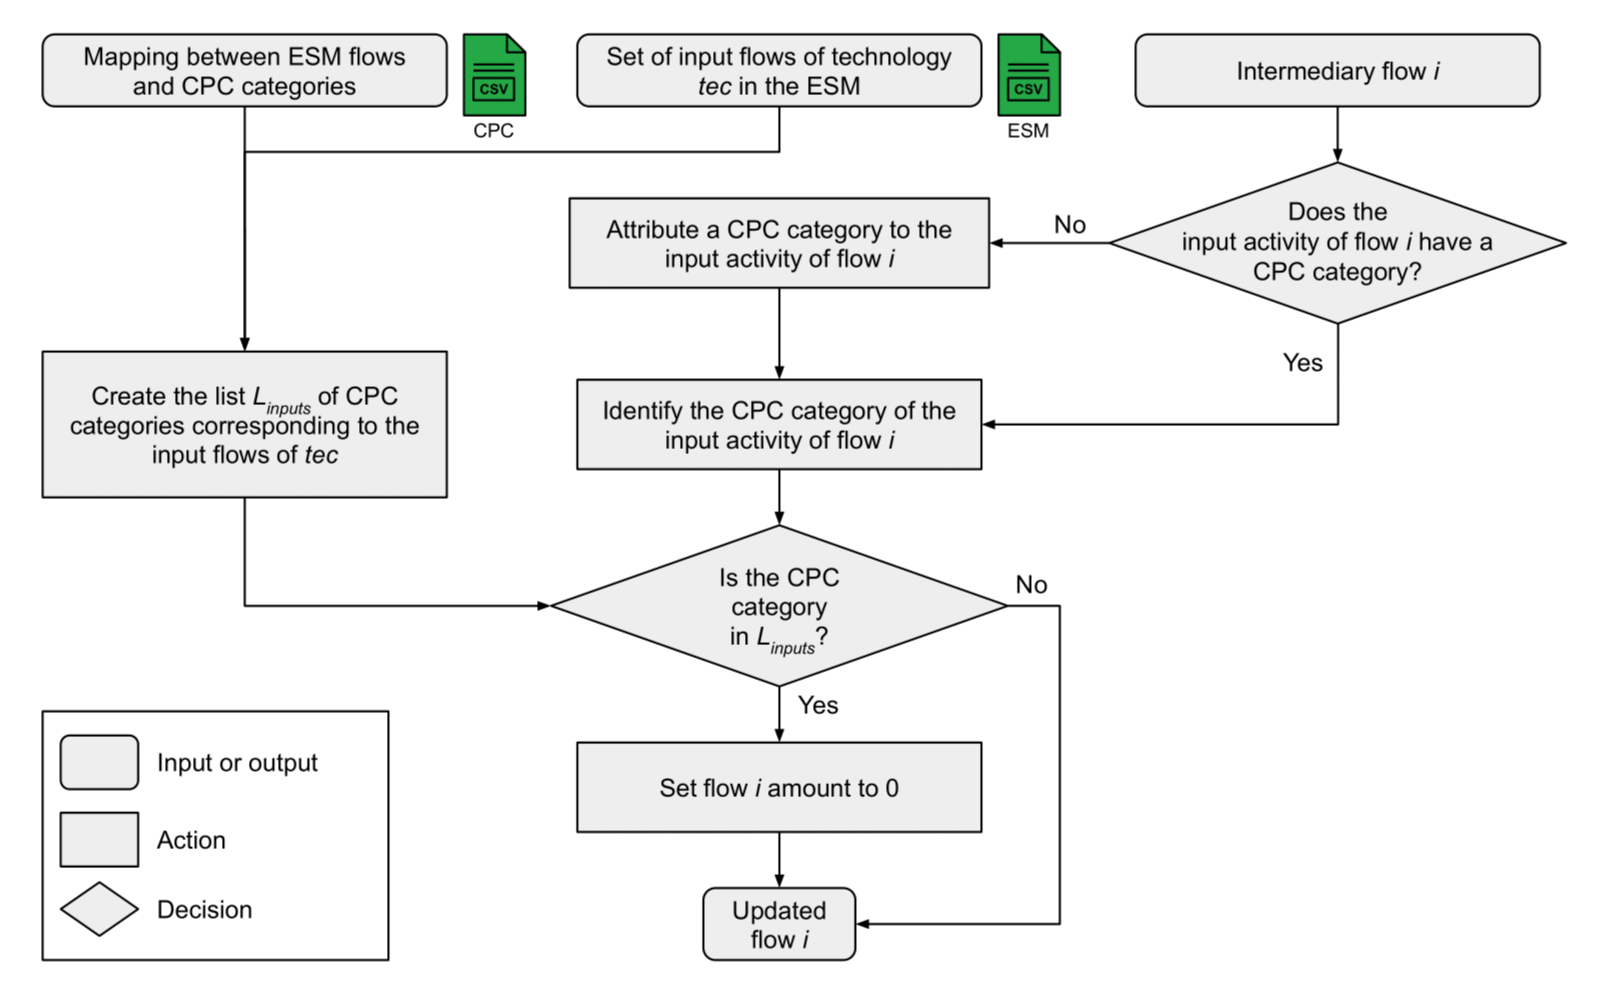 Mapping between ESM flows
and CPC categories
CSV
CPC
Set of input flows of technology
tec in the ESM
CSV
ESM
Intermediary flow i
Does the
input activity of flow i have a
CPC category?
No
Yes
Attribute a CPC category to the
input activity of flow i
Create the list Linputs of CPC
categories corresponding to the
input flows of tec
Identify the CPC category of the
input activity of flow i
Is the CPC
category
in Linputs?
No
Yes
Set flow i amount to 0
Updated
flow i
Input or output
Action
Decision